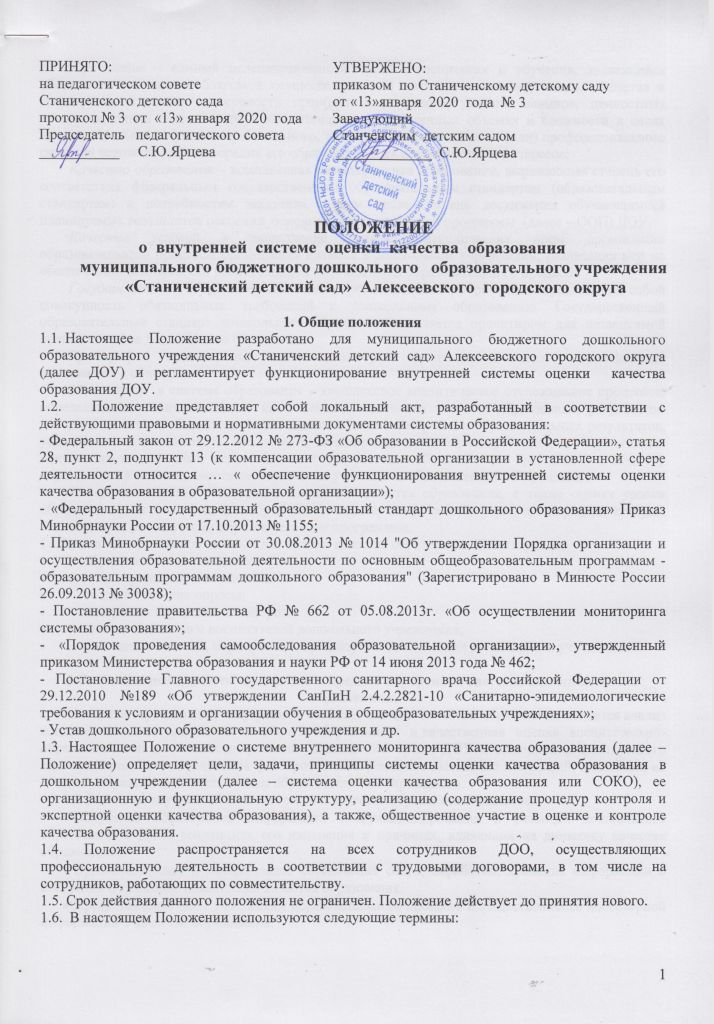 ПРИНЯТО:
на педагогическом совете
Станиченского детского сада
протокол № 3 от «13» января 2020 года
Председатель педагогического совета
___________ С.Ю.Ярцева
УТВЕРЖЕНО:
приказом по Станиченскому детскому саду
от «13»января 2020 года № 3
Заведующий
Станченским детским садом
С.Ю.Ярцева
Станиченский
детский
сад
ПОЛОЖЕНИЕ
о внутренней системе оценки качества образования
муниципального бюджетного дошкольного образовательного учреждения
«Станиченский детский сад» Алексеевского городского округа
1. Общие положения
1.1. Настоящее Положение разработано для муниципального бюджетного дошкольного
образовательного учреждения «Станиченский детский сад» Алексеевского городского округа
(далее ДОУ) и регламентирует функционирование внутренней системы оценки качества
образования ДОУ.
1.2. Положение представляет собой локальный акт, разработанный в соответствии с
действующими правовыми и нормативными документами системы образования:
- Федеральный закон от 29.12.2012 № 273-ФЗ «Об образовании в Российской Федерации», статья
28, пункт 2, подпункт 13 (к компенсации образовательной организации в установленной сфере
деятельности относится … « обеспечение функционирования внутренней системы оценки
качества образования в образовательной организации»);
- «Федеральный государственный образовательный стандарт дошкольного образования» Приказ
Минобрнауки России от 17.10.2013 № 1155;
- Приказ Минобрнауки России от 30.08.2013 № 1014 "Об утверждении Порядка организации и
осуществления образовательной деятельности по основным общеобразовательным программам -
образовательным программам дошкольного образования" (Зарегистрировано в Минюсте России
26.09.2013 № 30038);
- Постановление правительства РФ № 662 от 05.08.2013г. «Об осуществлении мониторинга
системы образования»;
- «Порядок проведения самообследования образовательной организации», утвержденный
приказом Министерства образования и науки РФ от 14 июня 2013 года № 462;
- Постановление Главного государственного санитарного врача Российской Федерации от
29.12.2010 №189 «Об утверждении СанПиН 2.4.2.2821-10 «Санитарно-эпидемиологические
требования к условиям и организации обучения в общеобразовательных учреждениях»;
- Устав дошкольного образовательного учреждения и др.
1.3. Настоящее Положение о системе внутреннего мониторинга качества образования (далее –
Положение) определяет цели, задачи, принципы системы оценки качества образования в
дошкольном учреждении (далее – система оценки качества образования или СОКО), ее
организационную и функциональную структуру, реализацию (содержание процедур контроля и
экспертной оценки качества образования), а также, общественное участие в оценке и контроле
качества образования.
1.4. Положение распространяется на всех сотрудников ДОО, осуществляющих
профессиональную деятельность в соответствии с трудовыми договорами, в том числе на
сотрудников, работающих по совместительству.
1.5. Срок действия данного положения не ограничен. Положение действует до принятия нового.
1.6. В настоящем Положении используются следующие термины:
1